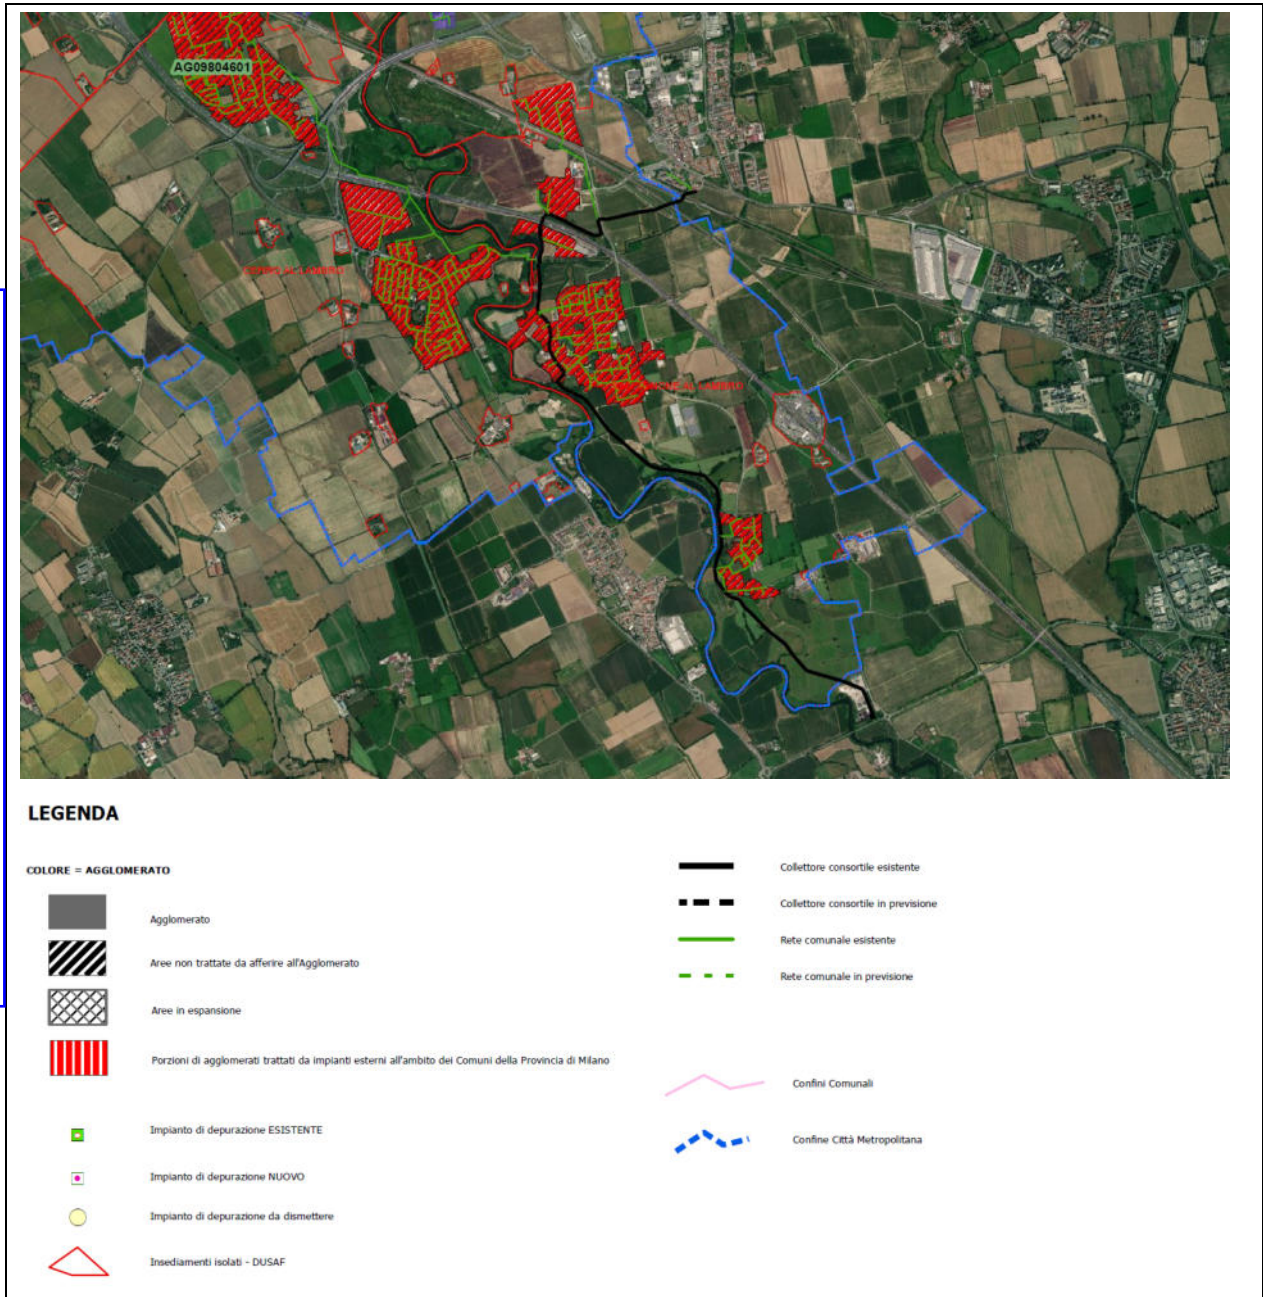 AG09804601
CERRO AL LAMBRO
LEGENDA
COLORE = AGGLOMERATO
Agglomerato
Aree non trattate da afferire all'Agglomerato
Aree in espansione
Porzioni di agglomerati trattati da impianti esterni all'ambito dei Comuni della Provincia di Milano
Impianto di depurazione ESISTENTE
Impianto di depurazione NUOVO
Impianto di depurazione da dismettere
Insediamenti isolati - DUSAF
Collettore consortile esistente
Collettore consortile in previsione
Rete comunale esistente
Rete comunale in previsione
Confini Comunali
Confine Città Metropolitana